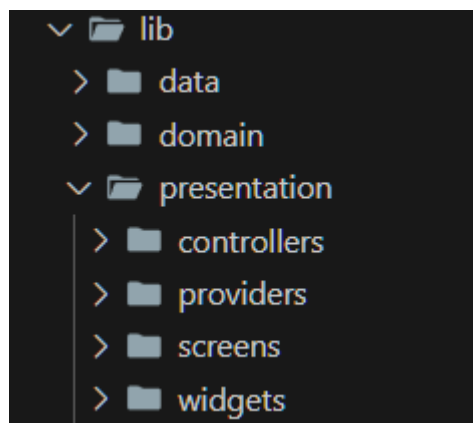 lib
data
domain
presentation
controllers
providers
screens
widgets